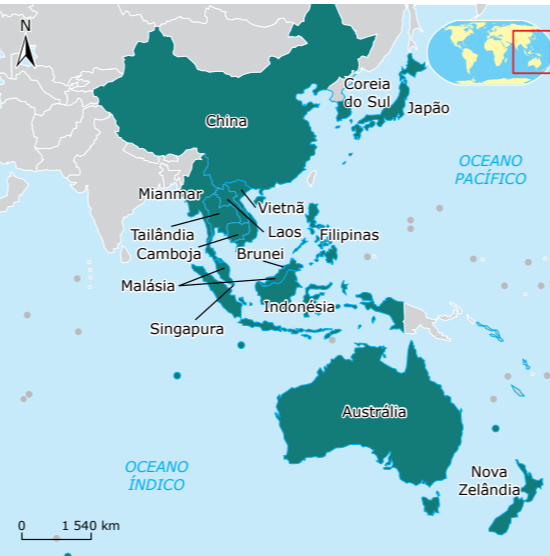 N
Coreia
do Sul
Japão
China
OCEANO
PACÍFICO
Mianmar
Vietnã
Tailândia
Laos
Filipinas
Camboja
Brunei
Malásia
Indonésia
Singapura
Austrália
OCEANO
ÍNDICO
Nova
Zelândia
0 1 540 km